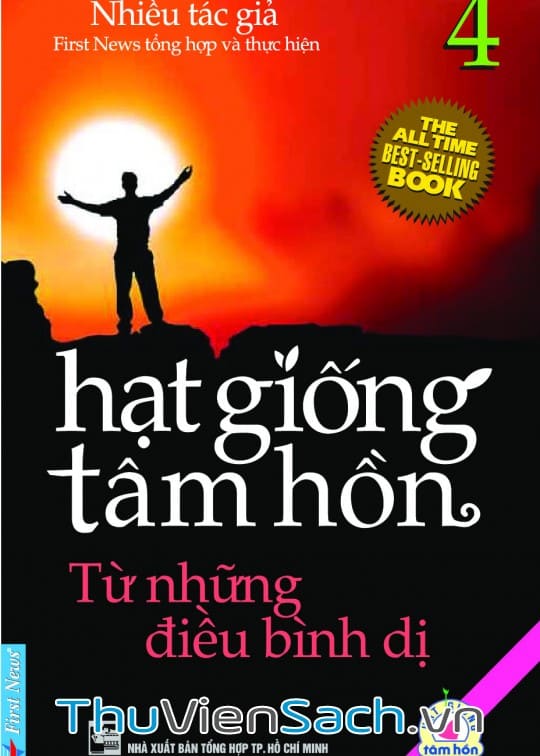 Nhiều tác giả
First News tổng hợp và thực hiện
4
THE
ALL TIME
BEST-SELLING
BOOK
hạt giống
tâm hồn
Từ những
điều bình dị
First News
ThuVienSach.vn
NHÀ XUẤT BẢN TỔNG HỢP TP. HỒ CHÍ MINH
tâm hồn